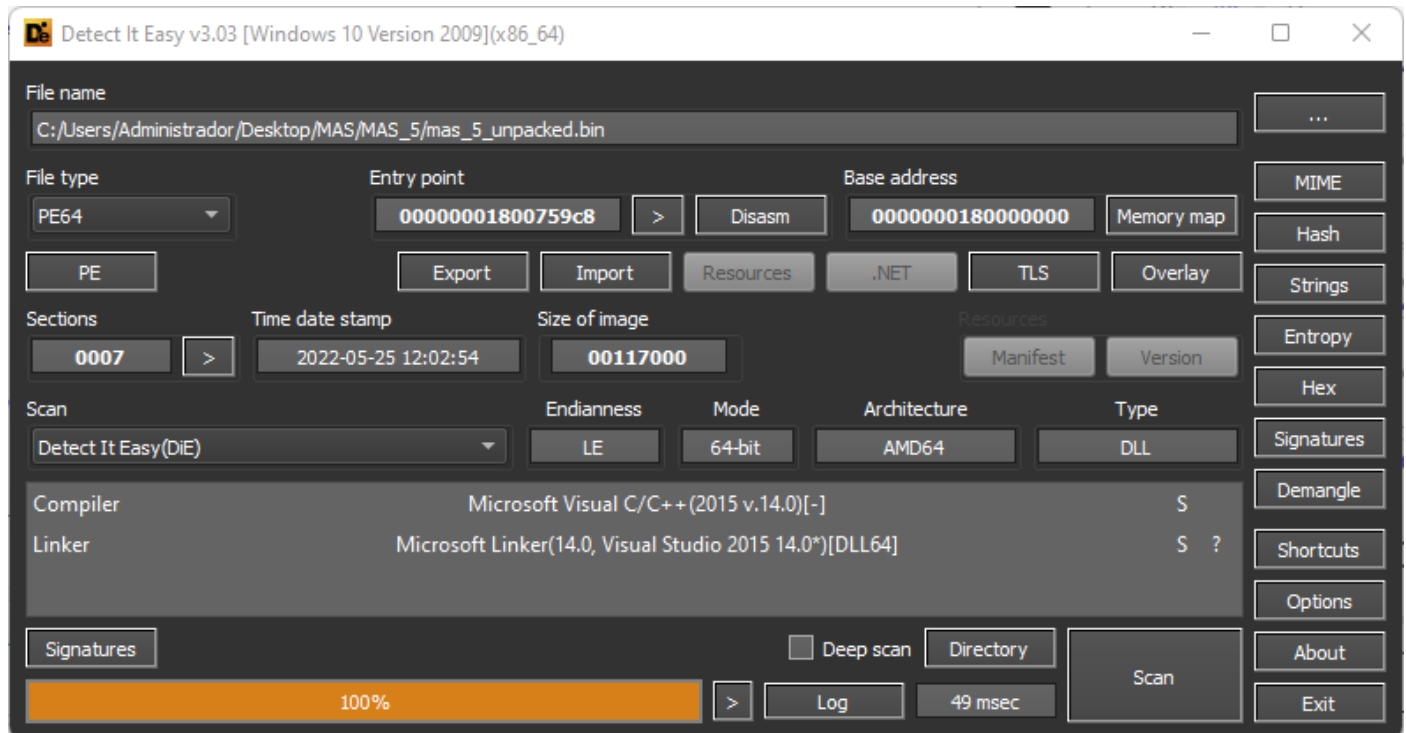 Detect It Easy v3.03 [Windows 10 Version 2009](x86_64)
File name
C:/Users/Administrador/Desktop/MAS/MAS_5/mas_5_unpacked.bin
...
File type
Entry point
Base address
MIME
PE64
00000001800759c8
>
Disasm
0000000180000000
Memory map
Hash
PE
Export
Import
Resources
.NET
TLS
Overlay
Strings
Sections
Time date stamp
Size of image
Resources
Entropy
0007
>
2022-05-25 12:02:54
00117000
Manifest
Version
Hex
Scan
Endianness
Mode
Architecture
Type
Detect It Easy(DiE)
LE
64-bit
AMD64
DLL
Signatures
Compiler
Microsoft Visual C/C++(2015 v.14.0)[-]
S
Demangle
Linker
Microsoft Linker(14.0, Visual Studio 2015 14.0*)[DLL64]
S ?
Shortcuts
Options
Signatures
Deep scan
Directory
Scan
About
100%
>
Log
49 msec
Exit